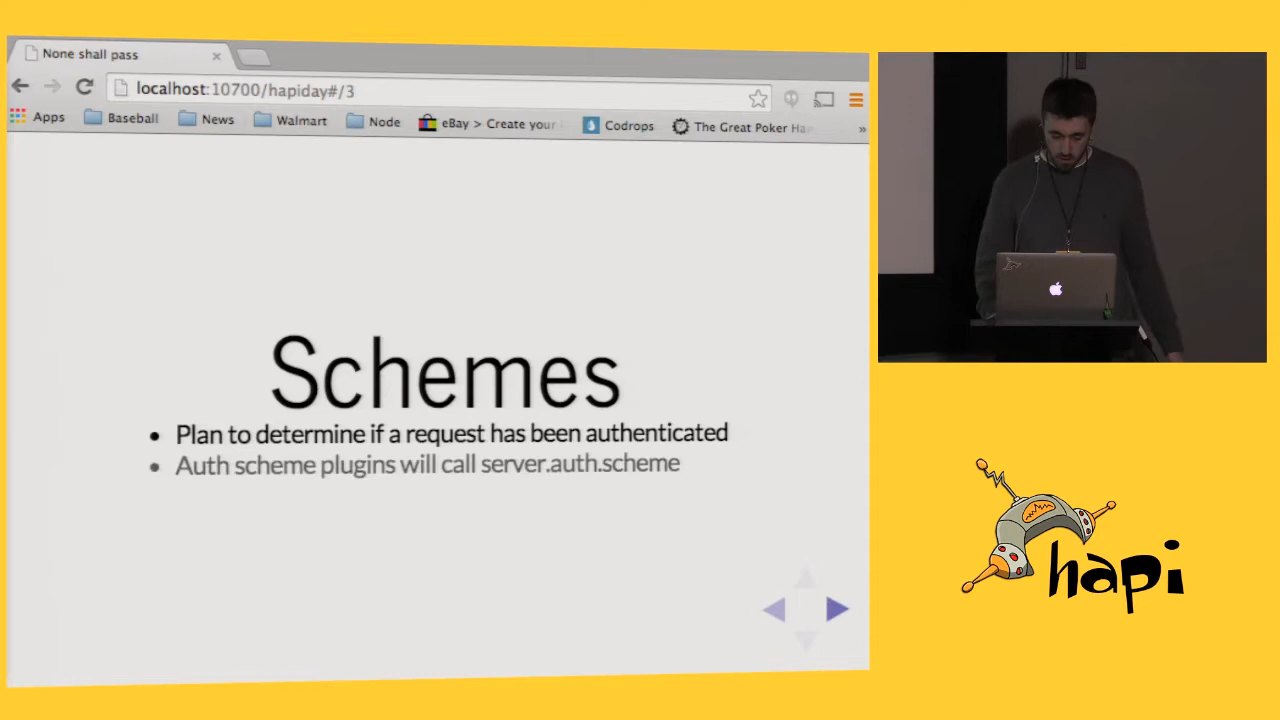 None shall pass
localhost:10700/hapiday#/3
Apps
Baseball
News
Walmart
Node
eBay > Create your
Codrops
The Great Poker Ha
»
Schemes
• Plan to determine if a request has been authenticated
• Auth scheme plugins will call server.auth.scheme
hapi